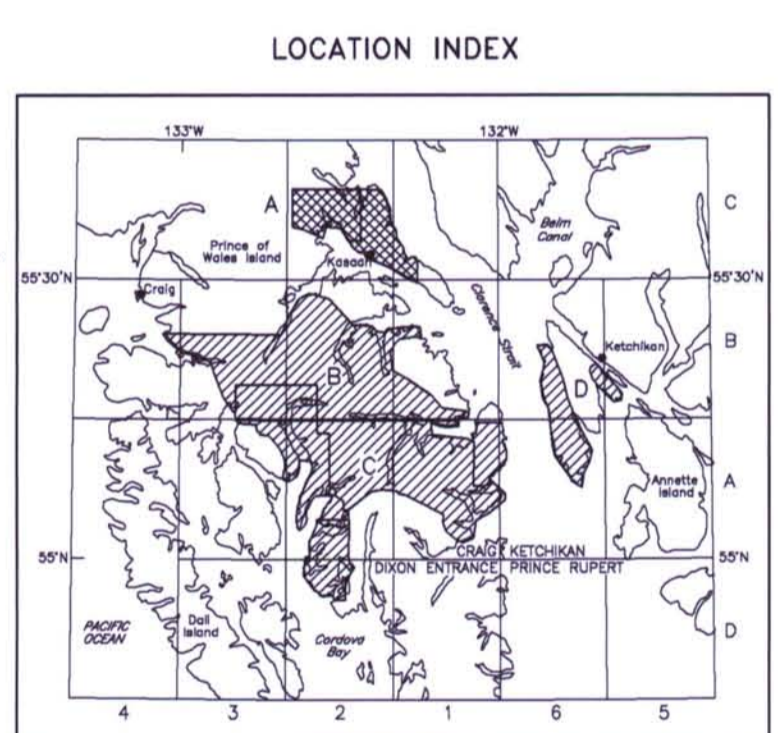 LOCATION INDEX
133°W
132°W
A
Behm
Canal
C
Prince of
Wales Island
Kasaan
55°30'N
55°30'N
Craig
Clarence Strait
Ketchikan
B
B
D
C
Annette
Island
A
55°N
CRAIG
KETCHIKAN
55°N
DIXON ENTRANCE
PRINCE RUPERT
PACIFIC
OCEAN
Dall
Island
Cordova
Bay
D
4
3
2
1
6
5